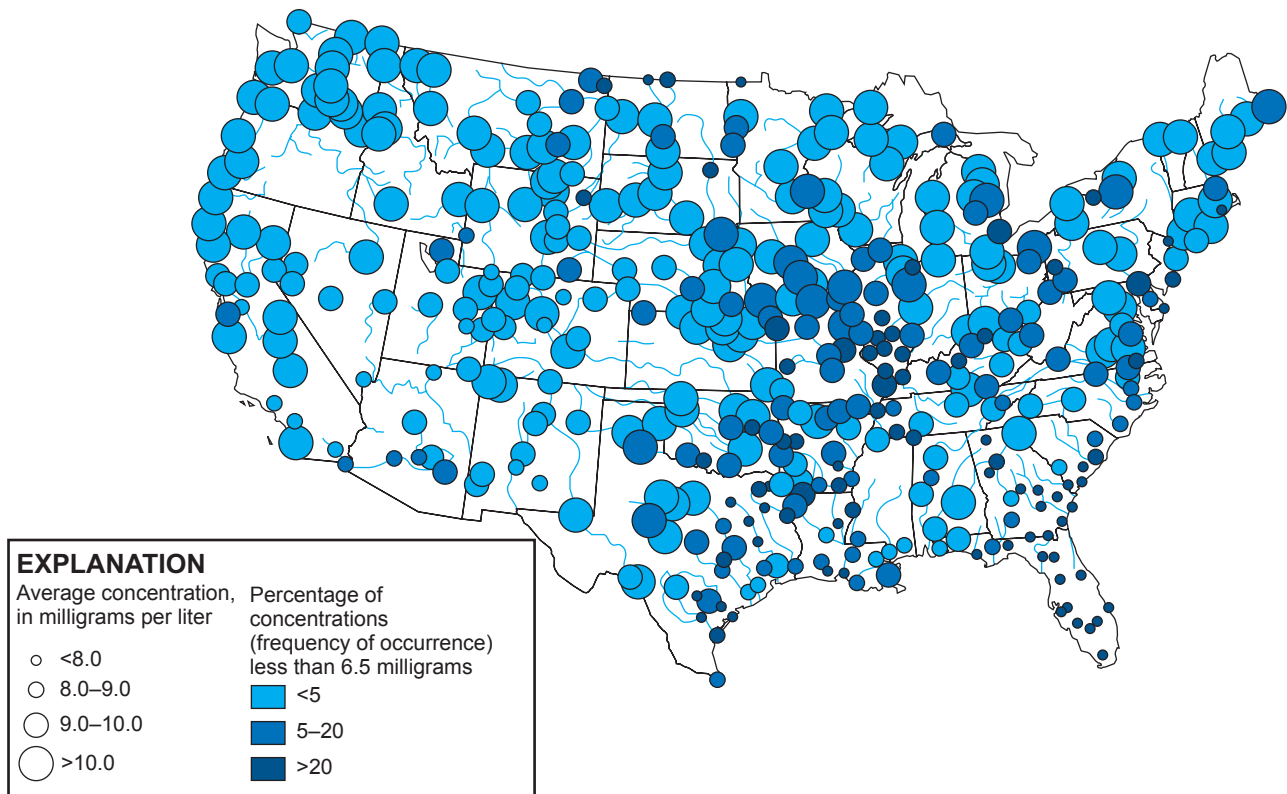 EXPLANATION
Average concentration,
in milligrams per liter
<8.0
8.0–9.0
9.0–10.0
>10.0
Percentage of
concentrations
(frequency of occurrence)
less than 6.5 milligrams
<5
5–20
>20